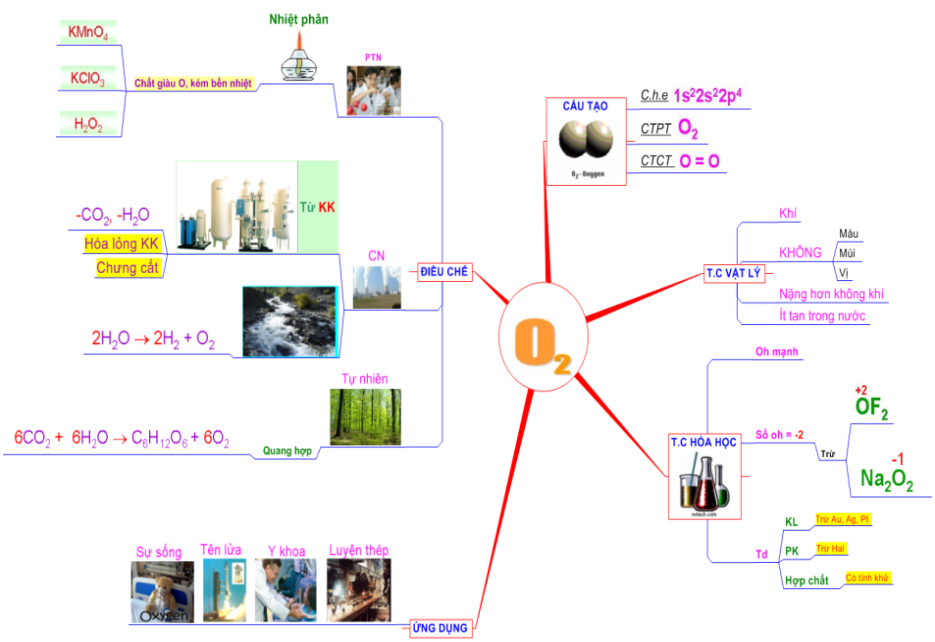 O₂
CẤU TẠO
O₂ - Oxygen
C.h.e 1s²2s²2p⁴
CTPT O₂
CTCT O = O
T.C VẬT LÝ
Khí
KHÔNG
Màu
Mùi
Vị
Nặng hơn không khí
Ít tan trong nước
T.C HÓA HỌC
Oh mạnh
Số oh = -2
Trừ
+2
OF₂
-1
Na₂O₂
Td
KL
Trừ Au, Ag, Pt
PK
Trừ Hal
Hợp chất
Có tính khử
ĐIỀU CHẾ
PTN
Nhiệt phân
Chất giàu O, kém bền nhiệt
KMnO₄
KClO₃
H₂O₂
CN
Từ KK
-CO₂, -H₂O
Hóa lỏng KK
Chưng cất
2H₂O → 2H₂ + O₂
Tự nhiên
Quang hợp
6CO₂ + 6H₂O → C₆H₁₂O₆ + 6O₂
ỨNG DỤNG
Sự sống
Oxygen
Tên lửa
Y khoa
Luyện thép